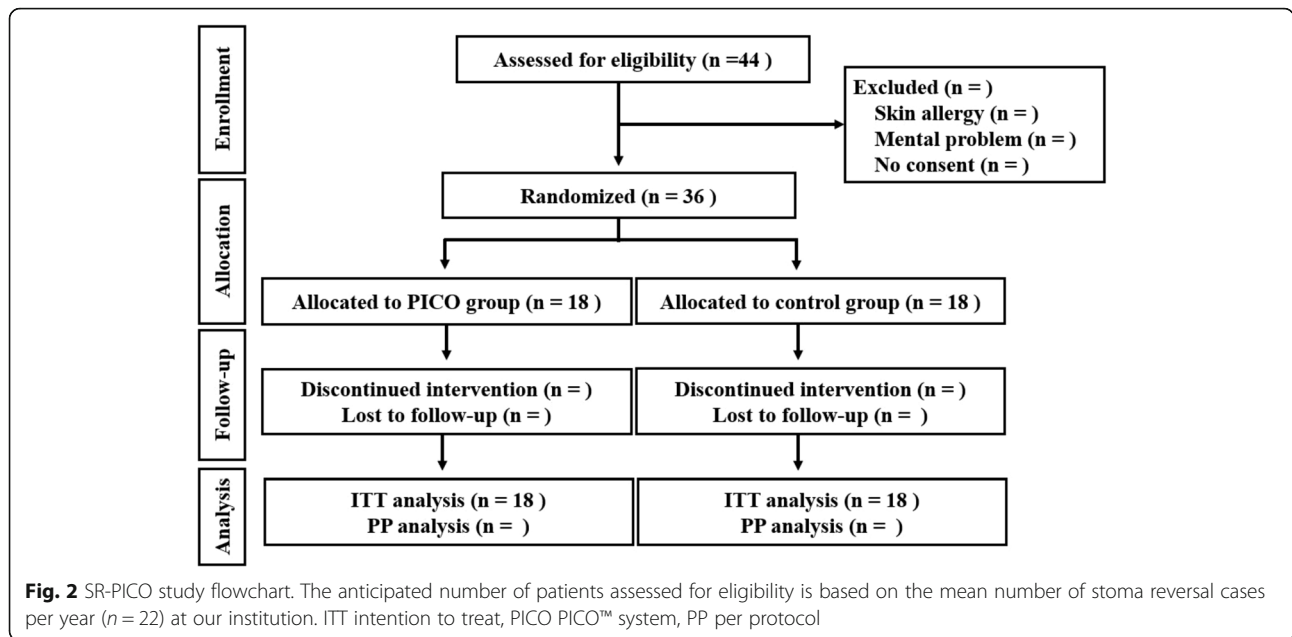 Enrollment
Assessed for eligibility (n =44 )
Excluded (n = )
Skin allergy (n = )
Mental problem (n = )
No consent (n = )
Randomized (n = 36 )
Allocation
Allocated to PICO group (n = 18 )
Allocated to control group (n = 18 )
Follow-up
Discontinued intervention (n = )
Lost to follow-up (n = )
Discontinued intervention (n = )
Lost to follow-up (n =  )
Analysis
ITT analysis (n = 18 )
PP analysis (n =  )
ITT analysis (n = 18 )
PP analysis (n =  )
Fig. 2 SR-PICO study flowchart. The anticipated number of patients assessed for eligibility is based on the mean number of stoma reversal cases
per year (n = 22) at our institution. ITT intention to treat, PICO PICO™ system, PP per protocol